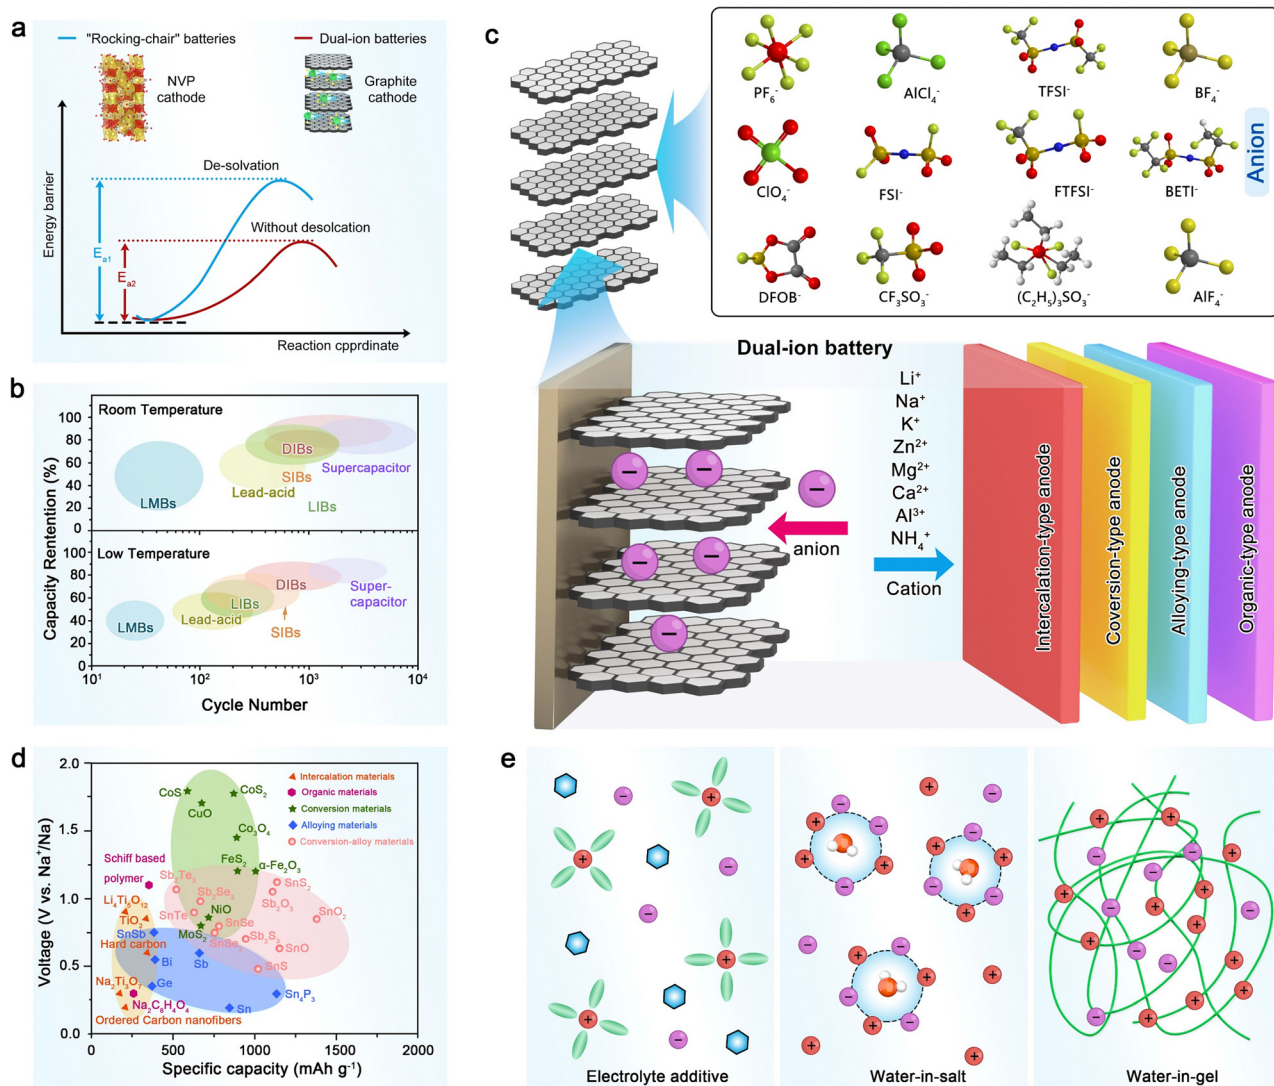 a
"Rocking-chair" batteries
Dual-ion batteries
NVP
cathode
Graphite
cathode
Energy barrier
De-solvation
Without desolcation
Ea1
Ea2
Reaction cpprdinate
b
Capacity Rentention (%)
Room Temperature
100
80
60
40
20
0
LMBs
Lead-acid
DIBs
SIBs
LIBs
Supercapacitor
Low Temperature
100
80
60
40
20
0
LMBs
Lead-acid
LIBs
DIBs
SIBs
Super-
capacitor
10¹
10²
10³
10⁴
Cycle Number
c
PF₆⁻
AlCl₄⁻
TFSI⁻
BF₄⁻
ClO₄⁻
FSI⁻
FTFSI⁻
BETI⁻
DFOB⁻
CF₃SO₃⁻
(C₂H₅)₃SO₃⁻
AlF₄⁻
Anion
Dual-ion battery
Li⁺
Na⁺
K⁺
Zn²⁺
Mg²⁺
Ca²⁺
Al³⁺
NH₄⁺
anion
Cation
Intercalation-type anode
Coversion-type anode
Alloying-type anode
Organic-type anode
d
Voltage (V vs. Na⁺/Na)
2.0
1.5
1.0
0.5
0.0
Intercalation materials
Organic materials
Conversion materials
Alloying materials
Conversion-alloy materials
CoS
CoS₂
CuO
Co₃O₄
FeS₂
α-Fe₂O₃
Schiff based
polymer
Sb₂Te₃
Sb₂Se₃
SnS₂
Sb₂O₃
Li₄Ti₅O₁₂
SnTe
NiO
SnO₂
TiO₂
SnSb
MoS₂
SnSe
SnSe₂
Sb₂S₃
Hard carbon
SnO
Bi
Sb
SnS
Na₂Ti₃O₇
Ge
Sn₄P₃
Na₂C₈H₄O₄
Sn
Ordered Carbon nanofibers
0
500
1000
1500
2000
Specific capacity (mAh g⁻¹)
e
Electrolyte additive
Water-in-salt
Water-in-gel